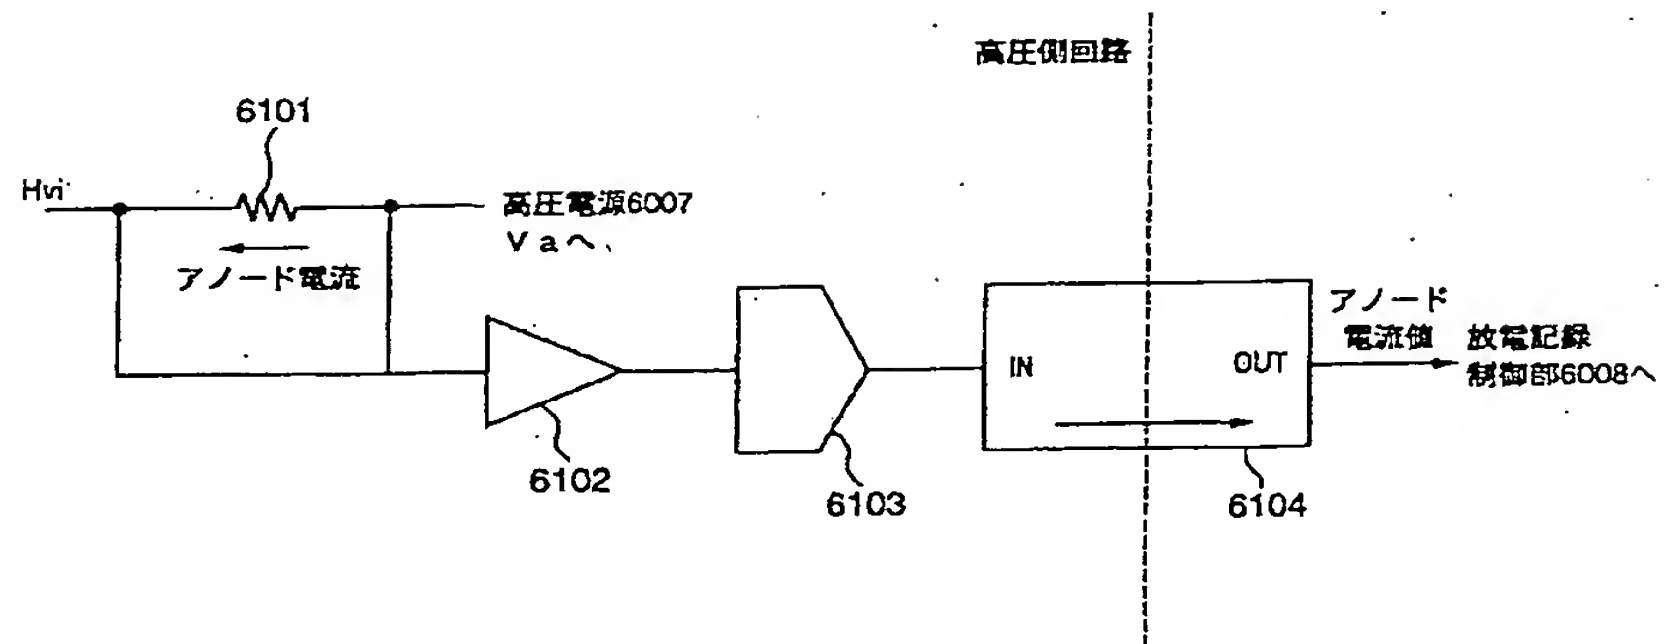 高圧側回路
6101
Hvi
高圧電源6007
Vaへ、
アノード電流
アノード
電流値
放電記録
制御部6008へ
IN
OUT
6102
6103
6104